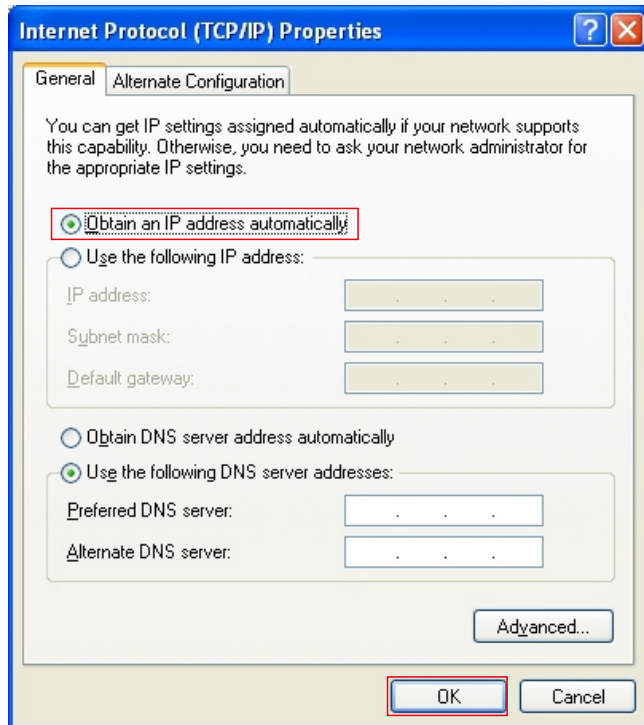 Internet Protocol (TCP/IP) Properties
General
Alternate Configuration
You can get IP settings assigned automatically if your network supports
this capability. Otherwise, you need to ask your network administrator for
the appropriate IP settings.
Obtain an IP address automatically
Use the following IP address:
IP address:
Subnet mask:
Default gateway:
Obtain DNS server address automatically
Use the following DNS server addresses:
Preferred DNS server:
Alternate DNS server:
Advanced...
OK
Cancel